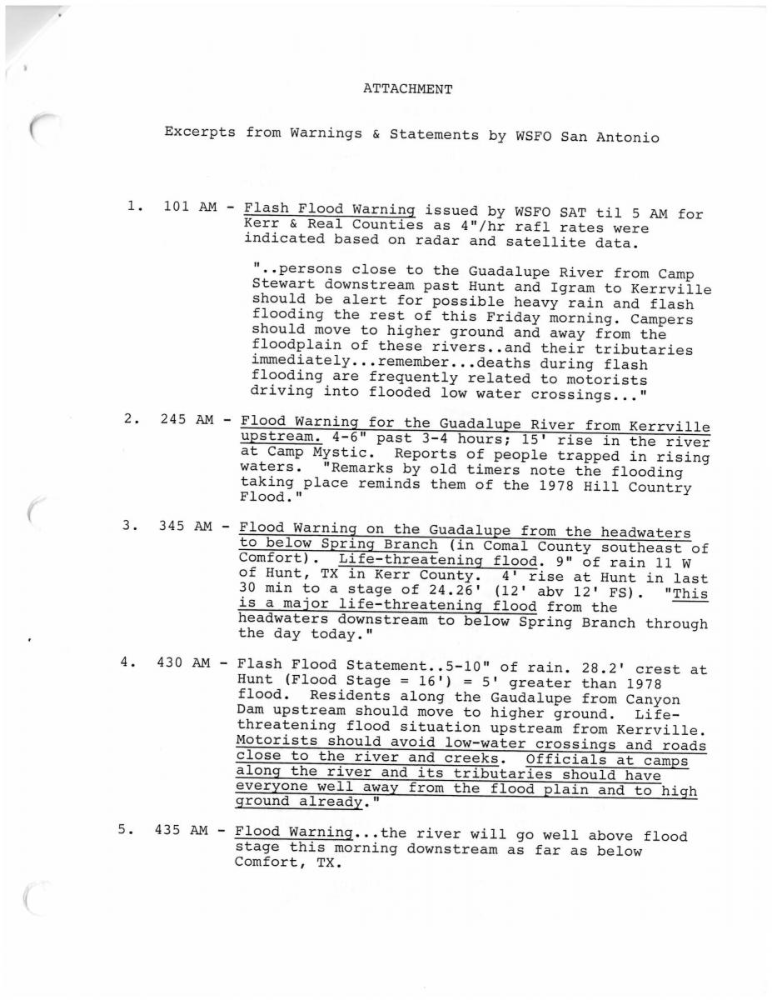 ATTACHMENT
Excerpts from Warnings & Statements by WSFO San Antonio
1. 101 AM - Flash Flood Warning issued by WSFO SAT til 5 AM for
Kerr & Real Counties as 4"/hr rafl rates were
indicated based on radar and satellite data.
"..persons close to the Guadalupe River from Camp
Stewart downstream past Hunt and Igram to Kerrville
should be alert for possible heavy rain and flash
flooding the rest of this Friday morning. Campers
should move to higher ground and away from the
floodplain of these rivers..and their tributaries
immediately...remember...deaths during flash
flooding are frequently related to motorists
driving into flooded low water crossings..."
2. 245 AM - Flood Warning for the Guadalupe River from Kerrville
upstream. 4-6" past 3-4 hours; 15' rise in the river
at Camp Mystic. Reports of people trapped in rising
waters. "Remarks by old timers note the flooding
taking place reminds them of the 1978 Hill Country
Flood."
3. 345 AM - Flood Warning on the Guadalupe from the headwaters
to below Spring Branch (in Comal County southeast of
Comfort). Life-threatening flood. 9" of rain 11 W
of Hunt, TX in Kerr County. 4' rise at Hunt in last
30 min to a stage of 24.26' (12' abv 12' FS). "This
is a major life-threatening flood from the
headwaters downstream to below Spring Branch through
the day today."
4. 430 AM - Flash Flood Statement..5-10" of rain. 28.2' crest at
Hunt (Flood Stage = 16') = 5' greater than 1978
flood. Residents along the Gaudalupe from Canyon
Dam upstream should move to higher ground. Life-
threatening flood situation upstream from Kerrville.
Motorists should avoid low-water crossings and roads
close to the river and creeks. Officials at camps
along the river and its tributaries should have
everyone well away from the flood plain and to high
ground already."
5. 435 AM - Flood Warning...the river will go well above flood
stage this morning downstream as far as below
Comfort, TX.